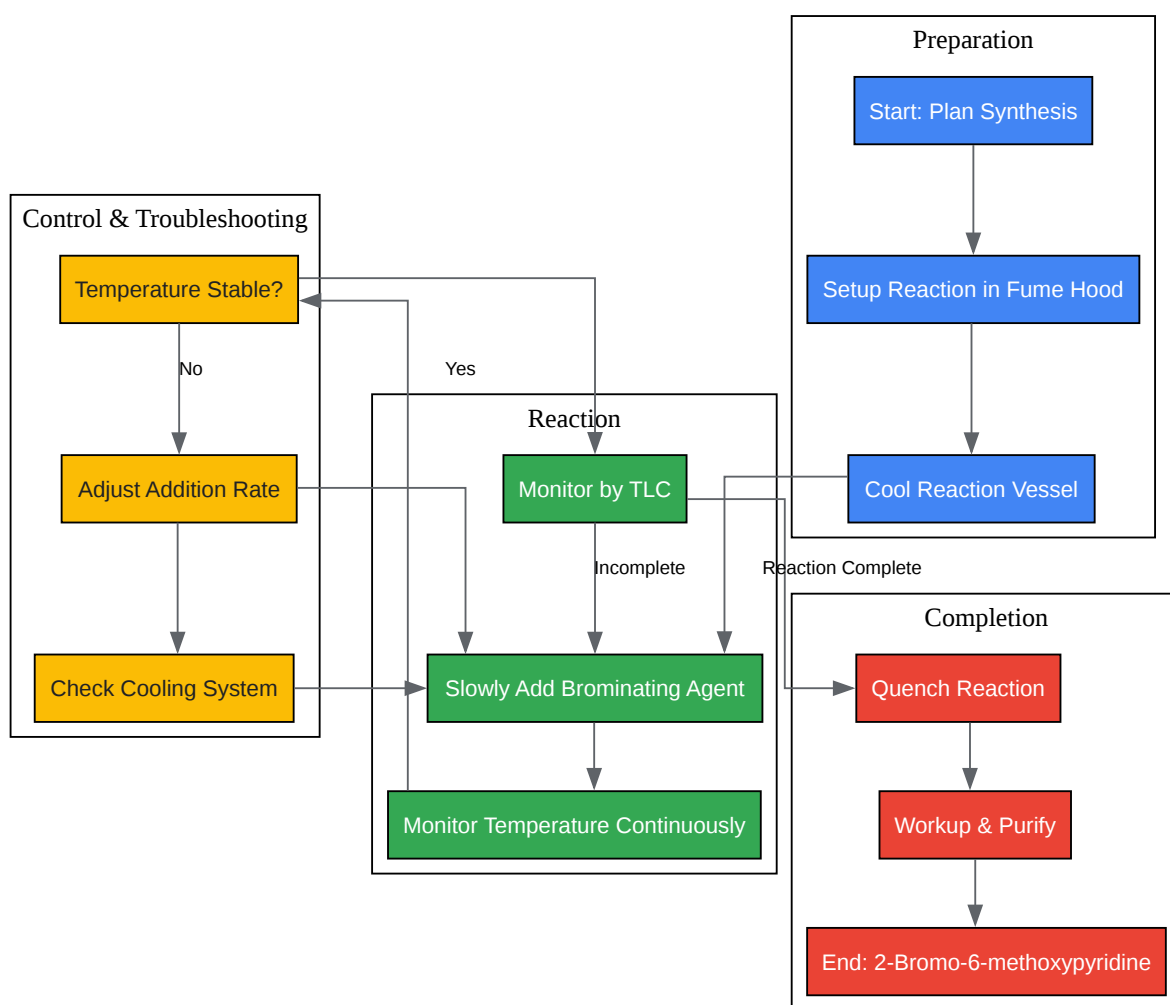 Preparation
Start: Plan Synthesis
Setup Reaction in Fume Hood
Cool Reaction Vessel
Control & Troubleshooting
Temperature Stable?
No
Yes
Adjust Addition Rate
Check Cooling System
Reaction
Monitor by TLC
Incomplete
Reaction Complete
Slowly Add Brominating Agent
Monitor Temperature Continuously
Completion
Quench Reaction
Workup & Purify
End: 2-Bromo-6-methoxypyridine